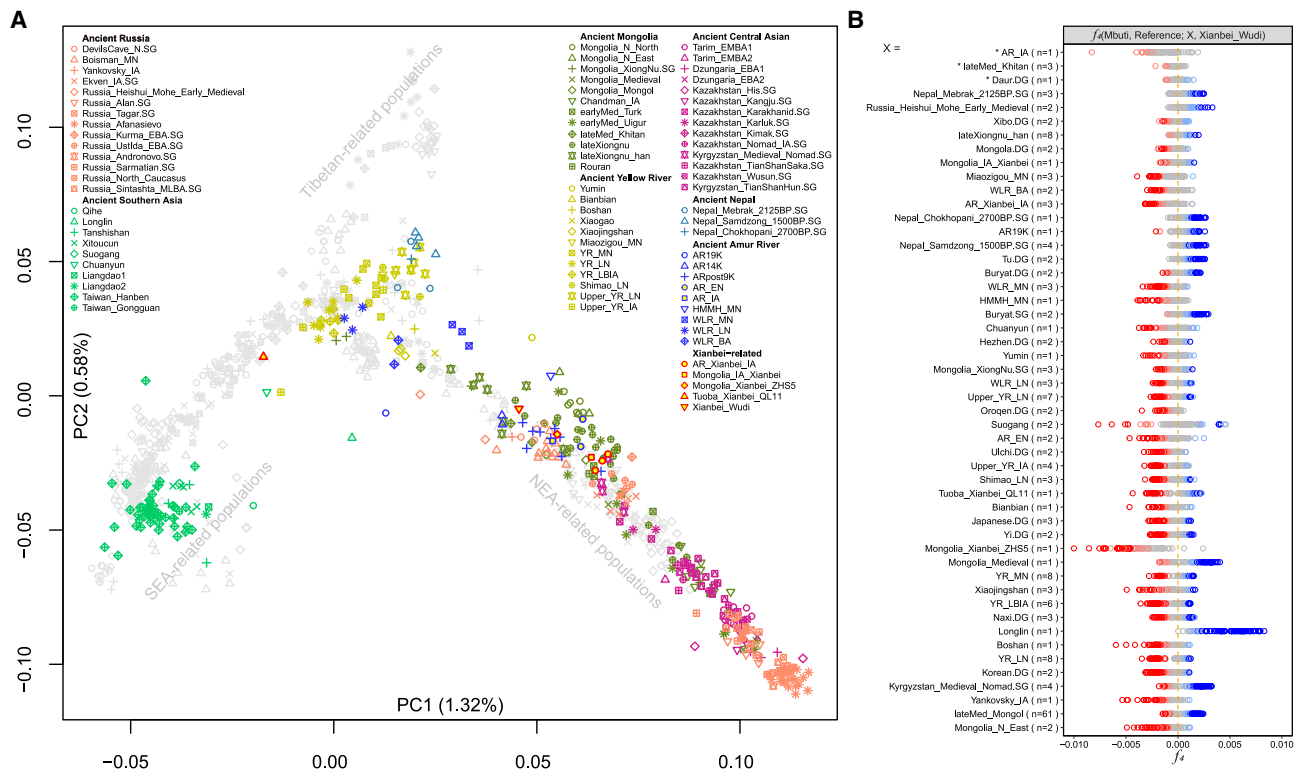 A
Ancient Russia
DevilsCave_N.SG
Boisman_MN
Yankovsky_IA
Ekven_IA.SG
Russia_Heishui_Mohe_Early_Medieval
Russia_Alan.SG
Russia_Tagar.SG
Russia_Afanasievo
Russia_Kurma_EBA.SG
Russia_UstIda_EBA.SG
Russia_Andronovo.SG
Russia_Sarmatian.SG
Russia_North_Caucasus
Russia_Sintashta_MLBA.SG
Ancient Southern Asia
Qihe
Longlin
Tanshishan
Xitoucun
Suogang
Chuanyun
Liangdao1
Liangdao2
Taiwan_Hanben
Taiwan_Gongguan
Ancient Mongolia
Mongolia_N_North
Mongolia_N_East
Mongolia_XiongNu.SG
Mongolia_Medieval
Mongolia_Mongol
Chandman_IA
earlyMed_Turk
earlyMed_Uigur
lateMed_Khitan
lateXiongnu
lateXiongnu_han
Rouran
Ancient Yellow River
Yumin
Bianbian
Boshan
Xiaogao
Xiaojingshan
Miaozigou_MN
YR_MN
YR_LN
YR_LBIA
Shimao_LN
Upper_YR_LN
Upper_YR_IA
Ancient Central Asian
Tarim_EMBA1
Tarim_EMBA2
Dzungaria_EBA1
Dzungaria_EBA2
Kazakhstan_His.SG
Kazakhstan_Kangju.SG
Kazakhstan_Karakhanid.SG
Kazakhstan_Karluk.SG
Kazakhstan_Kimak.SG
Kazakhstan_Nomad_IA.SG
Kyrgyzstan_Medieval_Nomad.SG
Kazakhstan_TianShanSaka.SG
Kazakhstan_Wusun.SG
Kyrgyzstan_TianShanHun.SG
Ancient Nepal
Nepal_Mebrak_2125BP.SG
Nepal_Samdzong_1500BP.SG
Nepal_Chokhopani_2700BP.SG
Ancient Amur River
AR19K
AR14K
ARpost9K
AR_EN
AR_IA
HMMH_MN
WLR_MN
WLR_LN
WLR_BA
Xianbei-related
AR_Xianbei_IA
Mongolia_IA_Xianbei
Mongolia_Xianbei_ZHS5
Tuoba_Xianbei_QL11
Xianbei_Wudi
Tibetan-related populations
SEA-related populations
NEA-related populations
PC2 (0.58%)
0.10
0.05
0.00
−0.05
−0.10
PC1 (1.32%)
−0.05
0.00
0.05
0.10
B
f4(Mbuti, Reference; X, Xianbei_Wudi)
X =
* AR_IA ( n=1)
* lateMed_Khitan ( n=3)
* Daur.DG ( n=2)
Nepal_Mebrak_2125BP.SG ( n=3)
Russia_Heishui_Mohe_Early_Medieval ( n=2)
Xibo.DG ( n=2)
lateXiongnu_han ( n=8)
Mongola.DG ( n=2)
Mongolia_IA_Xianbei ( n=1)
Miaozigou_MN ( n=3)
WLR_BA ( n=2)
AR_Xianbei_IA ( n=3)
Nepal_Chokhopani_2700BP.SG ( n=1)
AR19K ( n=1)
Nepal_Samdzong_1500BP.SG ( n=4)
Tu.DG ( n=2)
Buryat.DG ( n=2)
WLR_MN ( n=3)
HMMH_MN ( n=1)
Buryat.SG ( n=2)
Chuanyun ( n=1)
Hezhen.DG ( n=2)
Yumin ( n=1)
Mongolia_XiongNu.SG ( n=3)
WLR_LN ( n=3)
Upper_YR_LN ( n=7)
Oroqen.DG ( n=2)
Suogang ( n=2)
AR_EN ( n=2)
Ulchi.DG ( n=2)
Upper_YR_IA ( n=4)
Shimao_LN ( n=3)
Tuoba_Xianbei_QL11 ( n=1)
Bianbian ( n=1)
Japanese.DG ( n=3)
Yi.DG ( n=2)
Mongolia_Xianbei_ZHS5 ( n=1)
Mongolia_Medieval ( n=1)
YR_MN ( n=8)
Xiaojingshan ( n=3)
YR_LBIA ( n=6)
Naxi.DG ( n=3)
Longlin ( n=1)
Boshan ( n=1)
YR_LN ( n=8)
Korean.DG ( n=2)
Kyrgyzstan_Medieval_Nomad.SG ( n=4)
Yankovsky_IA ( n=1)
lateMed_Mongol ( n=61)
Mongolia_N_East ( n=2)
−0.010
−0.005
0.000
0.005
0.010
f4